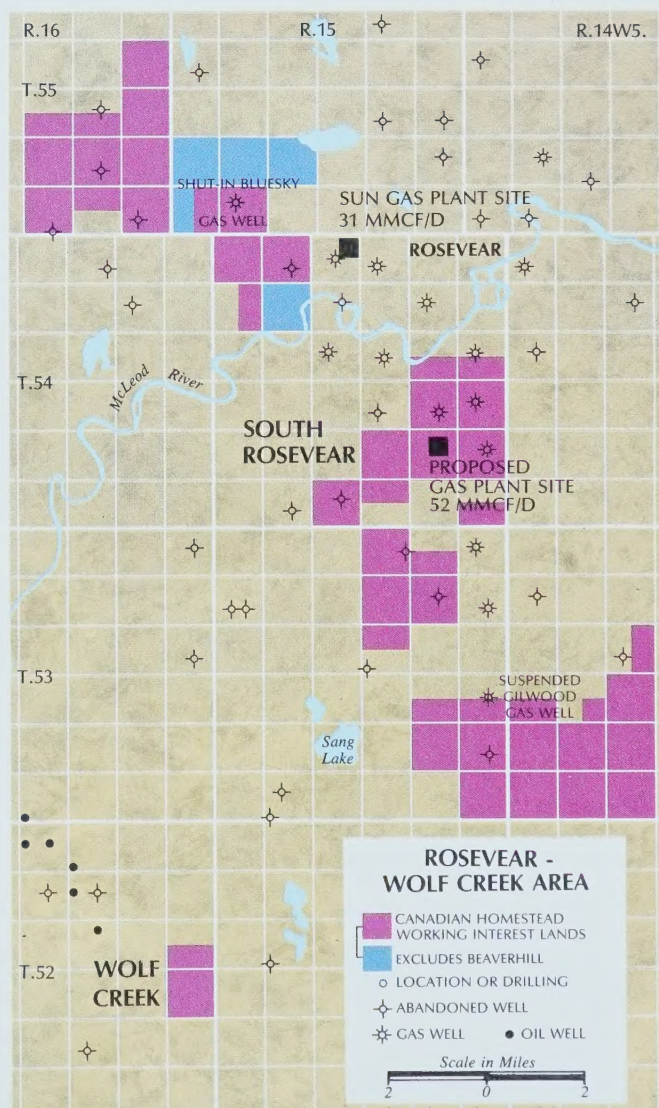 R.16
R.15
R.14W5.
T.55
SHUT-IN BLUESKY
GAS WELL
SUN GAS PLANT SITE
31 MMCF/D
ROSEVEAR
T.54
McLeod River
SOUTH
ROSEVEAR
PROPOSED
GAS PLANT SITE
52 MMCF/D
T.53
SUSPENDED
GILWOOD
GAS WELL
Sang
Lake
T.52
WOLF
CREEK
ROSEVEAR -
WOLF CREEK AREA
CANADIAN HOMESTEAD
WORKING INTEREST LANDS
EXCLUDES BEAVERHILL
LOCATION OR DRILLING
ABANDONED WELL
GAS WELL
OIL WELL
Scale in Miles
2 0 2